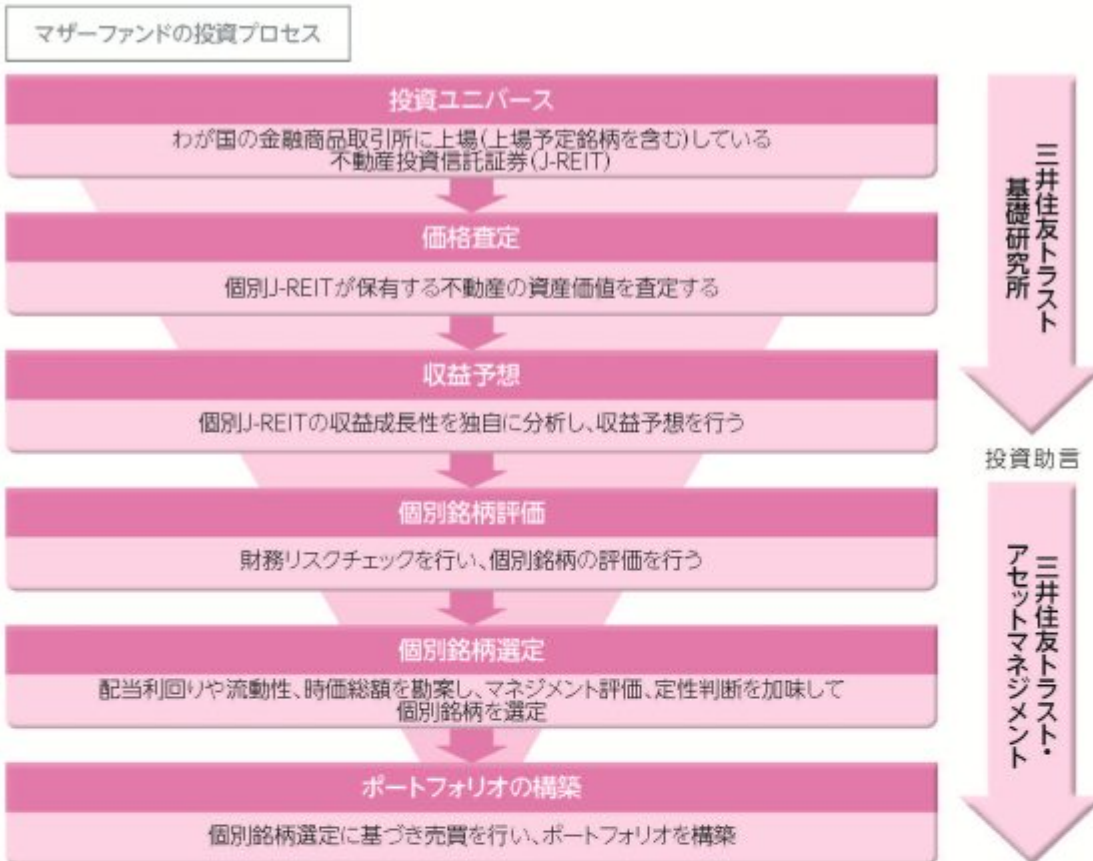 マザーファンドの投資プロセス
投資ユニバース
わが国の金融商品取引所に上場(上場予定銘柄を含む)している
不動産投資信託証券(J-REIT)
価格査定
個別J-REITが保有する不動産の資産価値を査定する
収益予想
個別J-REITの収益成長性を独自に分析し、収益予想を行う
個別銘柄評価
財務リスクチェックを行い、個別銘柄の評価を行う
個別銘柄選定
配当利回りや流動性、時価総額を勘案し、マネジメント評価、定性判断を加味して
個別銘柄を選定
ポートフォリオの構築
個別銘柄選定に基づき売買を行い、ポートフォリオを構築
三井住友トラスト
基礎研究所
投資助言
三井住友トラスト・
アセットマネジメント